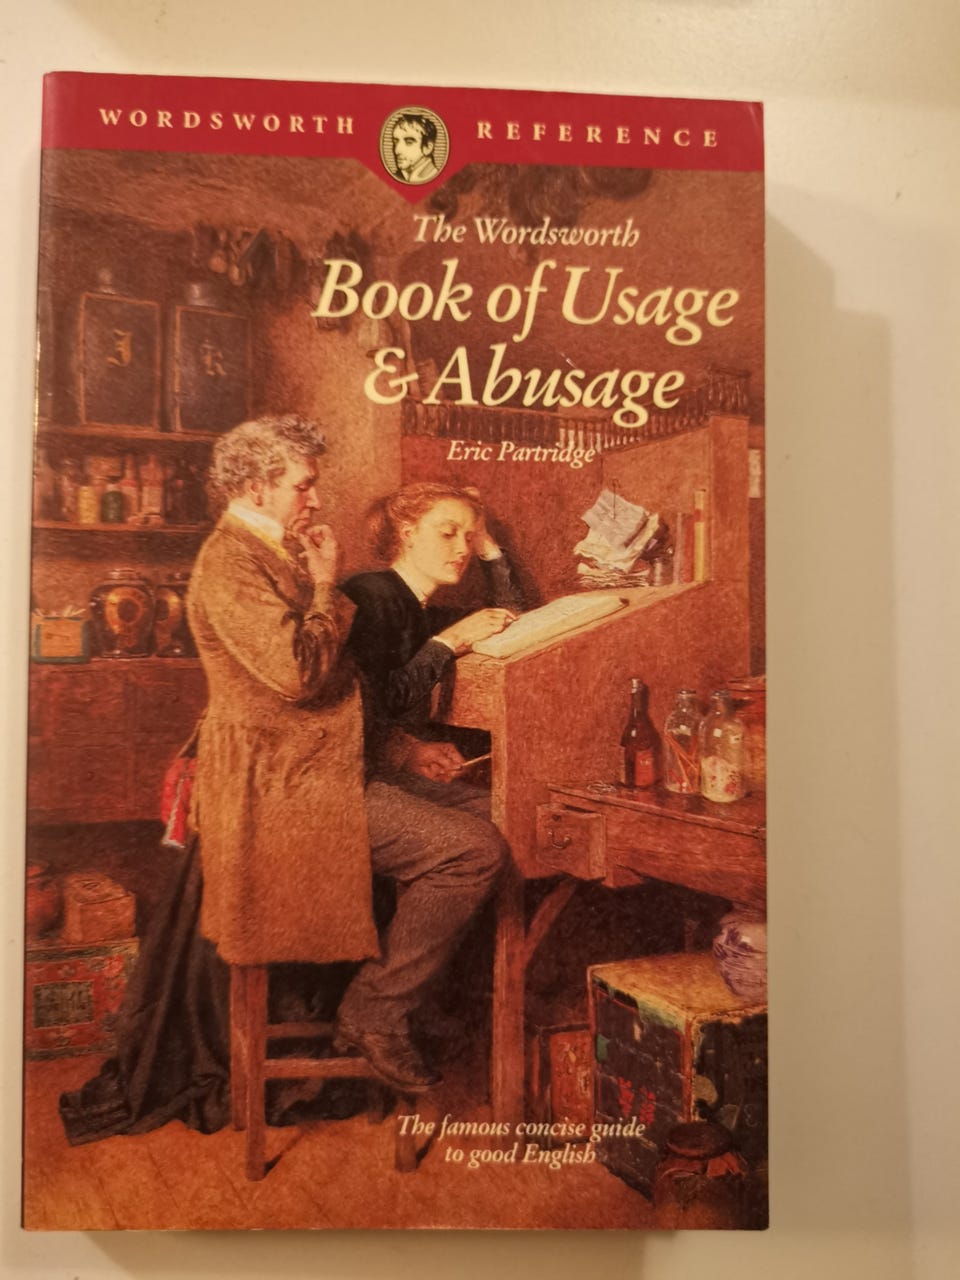 WORDSWORTH REFERENCE
The Wordsworth
Book of Usage
& Abusage
Eric Partridge
J
K
The famous concise guide
to good English